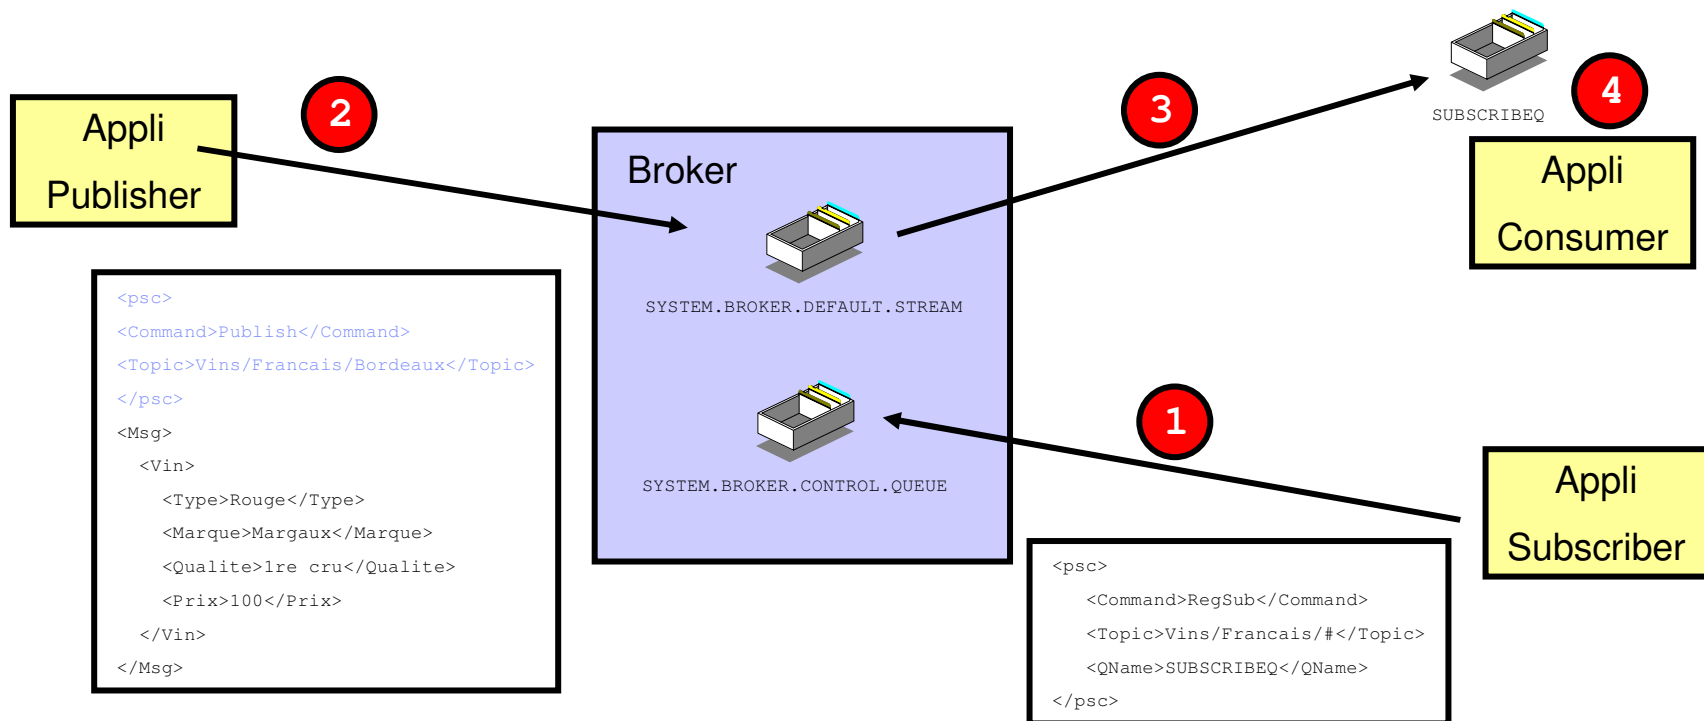 2
3
4
SUBSCRIBEQ
Appli
Publisher
Broker
Appli
Consumer
SYSTEM.BROKER.DEFAULT.STREAM
<psc>
<Command>Publish</Command>
<Topic>Vins/Francais/Bordeaux</Topic>
</psc>
<Msg>
<Vin>
<Type>Rouge</Type>
<Marque>Margaux</Marque>
<Qualite>1re cru</Qualite>
<Prix>100</Prix>
</Vin>
</Msg>
SYSTEM.BROKER.CONTROL.QUEUE
1
Appli
Subscriber
<psc>
<Command>RegSub</Command>
<Topic>Vins/Francais/#</Topic>
<QName>SUBSCRIBEQ</QName>
</psc>